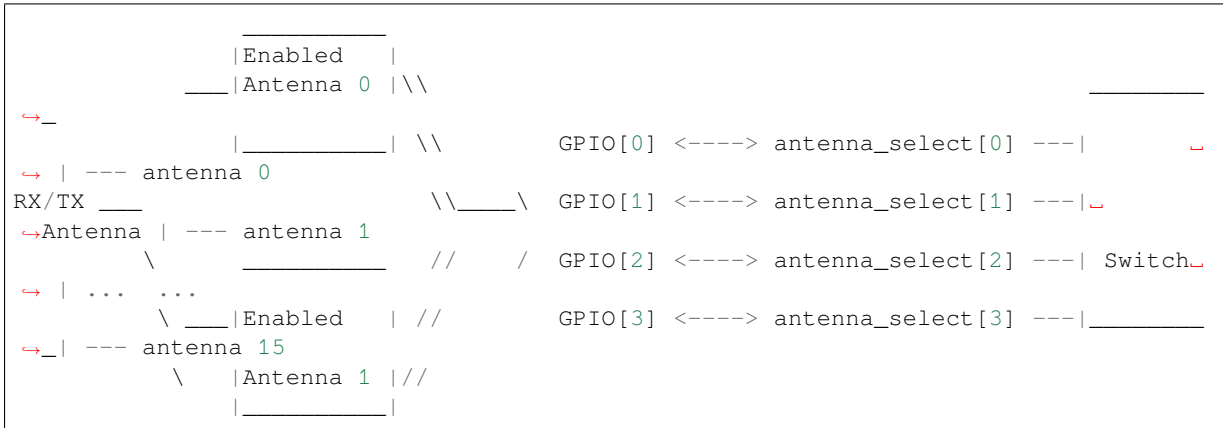 __________
               |Enabled   |
            ___|Antenna 0 |\\                                             ________
↪_
               |__________| \\        GPIO[0] <----> antenna_select[0] ---|       ␣
↪ | --- antenna 0
RX/TX ___                    \\____\  GPIO[1] <----> antenna_select[1] ---|␣
↪Antenna | --- antenna 1
         \      __________   //    /  GPIO[2] <----> antenna_select[2] ---| Switch␣
↪ | ...  ...
          \ ___|Enabled   | //        GPIO[3] <----> antenna_select[3] ---|________
↪_| --- antenna 15
           \   |Antenna 1 |//
               |__________|